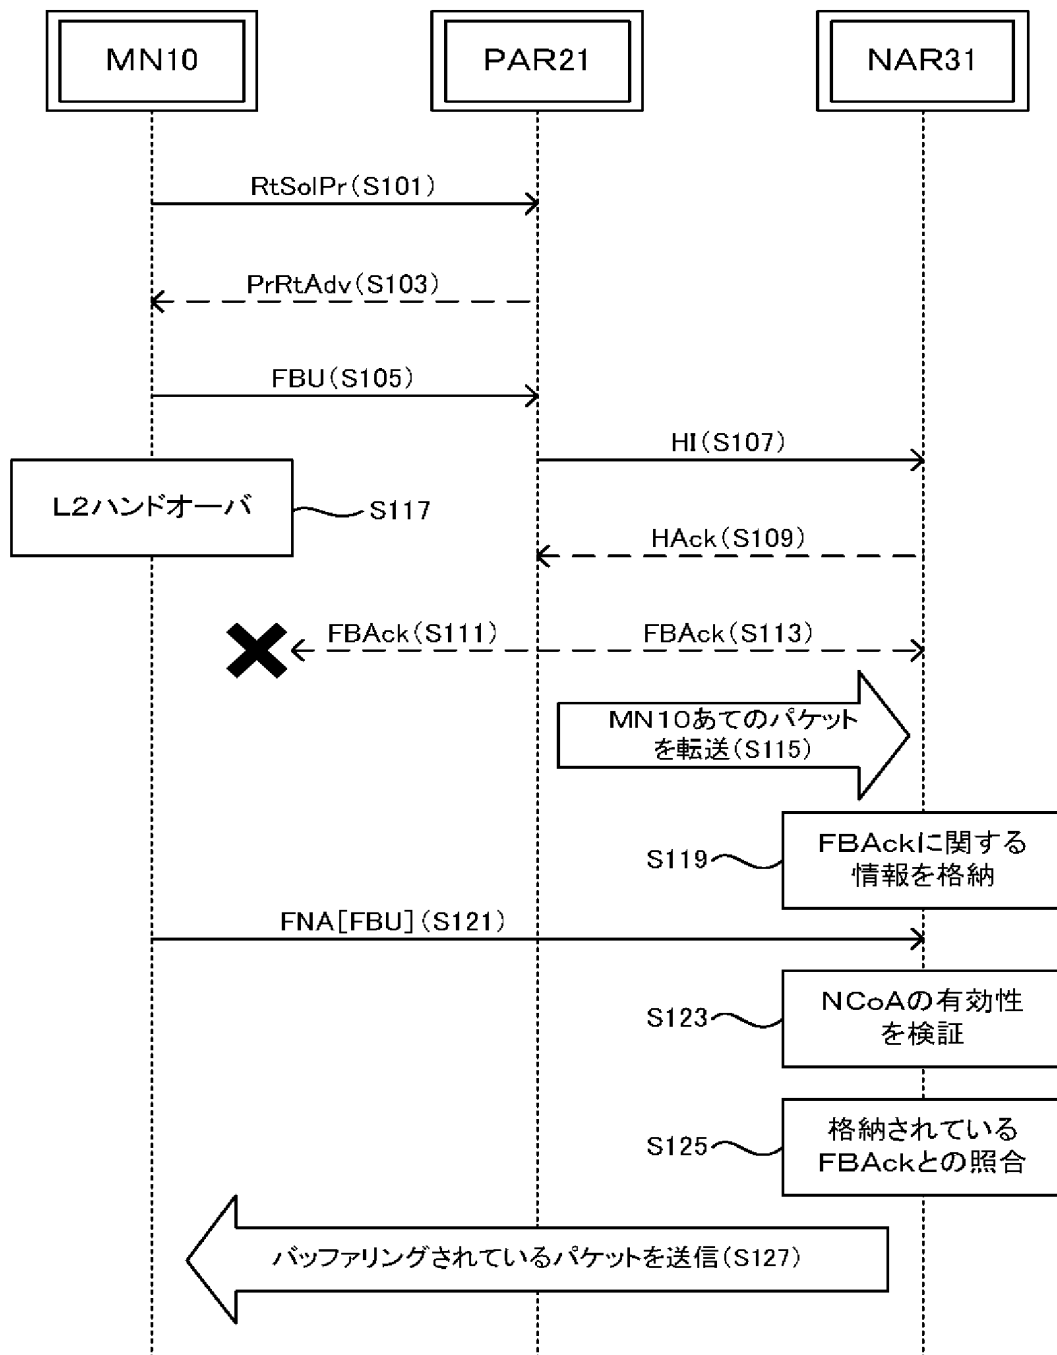 MN10
PAR21
NAR31
RtSolPr(S101)
PrRtAdv(S103)
FBU(S105)
HI(S107)
L2ハンドオーバ
S117
HAck(S109)
FBAck(S111)
FBAck(S113)
MN10あてのパケット
を転送(S115)
S119
FBAckに関する
情報を格納
FNA[FBU](S121)
S123
NCoAの有効性
を検証
S125
格納されている
FBAckとの照合
バッファリングされているパケットを送信(S127)